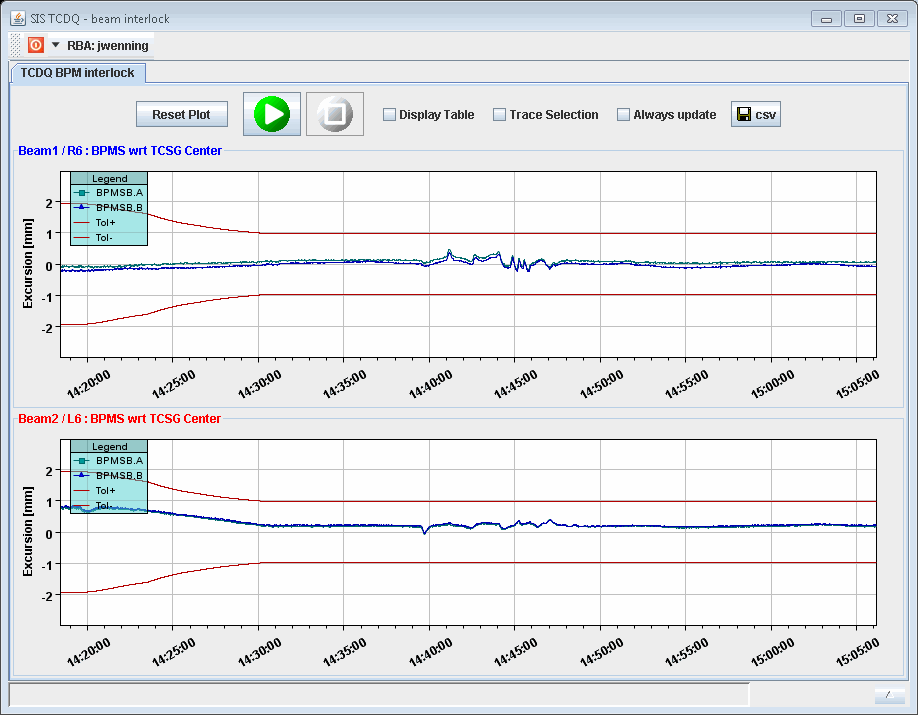 SIS TCDQ - beam interlock
RBA: jwenning
TCDQ BPM interlock
Reset Plot
Display Table
Trace Selection
Always update
csv
Beam1 / R6 : BPMS wrt TCSG Center
Legend
BPMSB.A
BPMSB.B
Tol+
Tol-
Excursion [mm]
2
1
0
-1
-2
14:20:00 14:25:00 14:30:00 14:35:00 14:40:00 14:45:00 14:50:00 14:55:00 15:00:00 15:05:00
Beam2 / L6 : BPMS wrt TCSG Center
Legend
BPMSB.A
BPMSB.B
Tol+
Tol-
Excursion [mm]
2
1
0
-1
-2
14:20:00 14:25:00 14:30:00 14:35:00 14:40:00 14:45:00 14:50:00 14:55:00 15:00:00 15:05:00